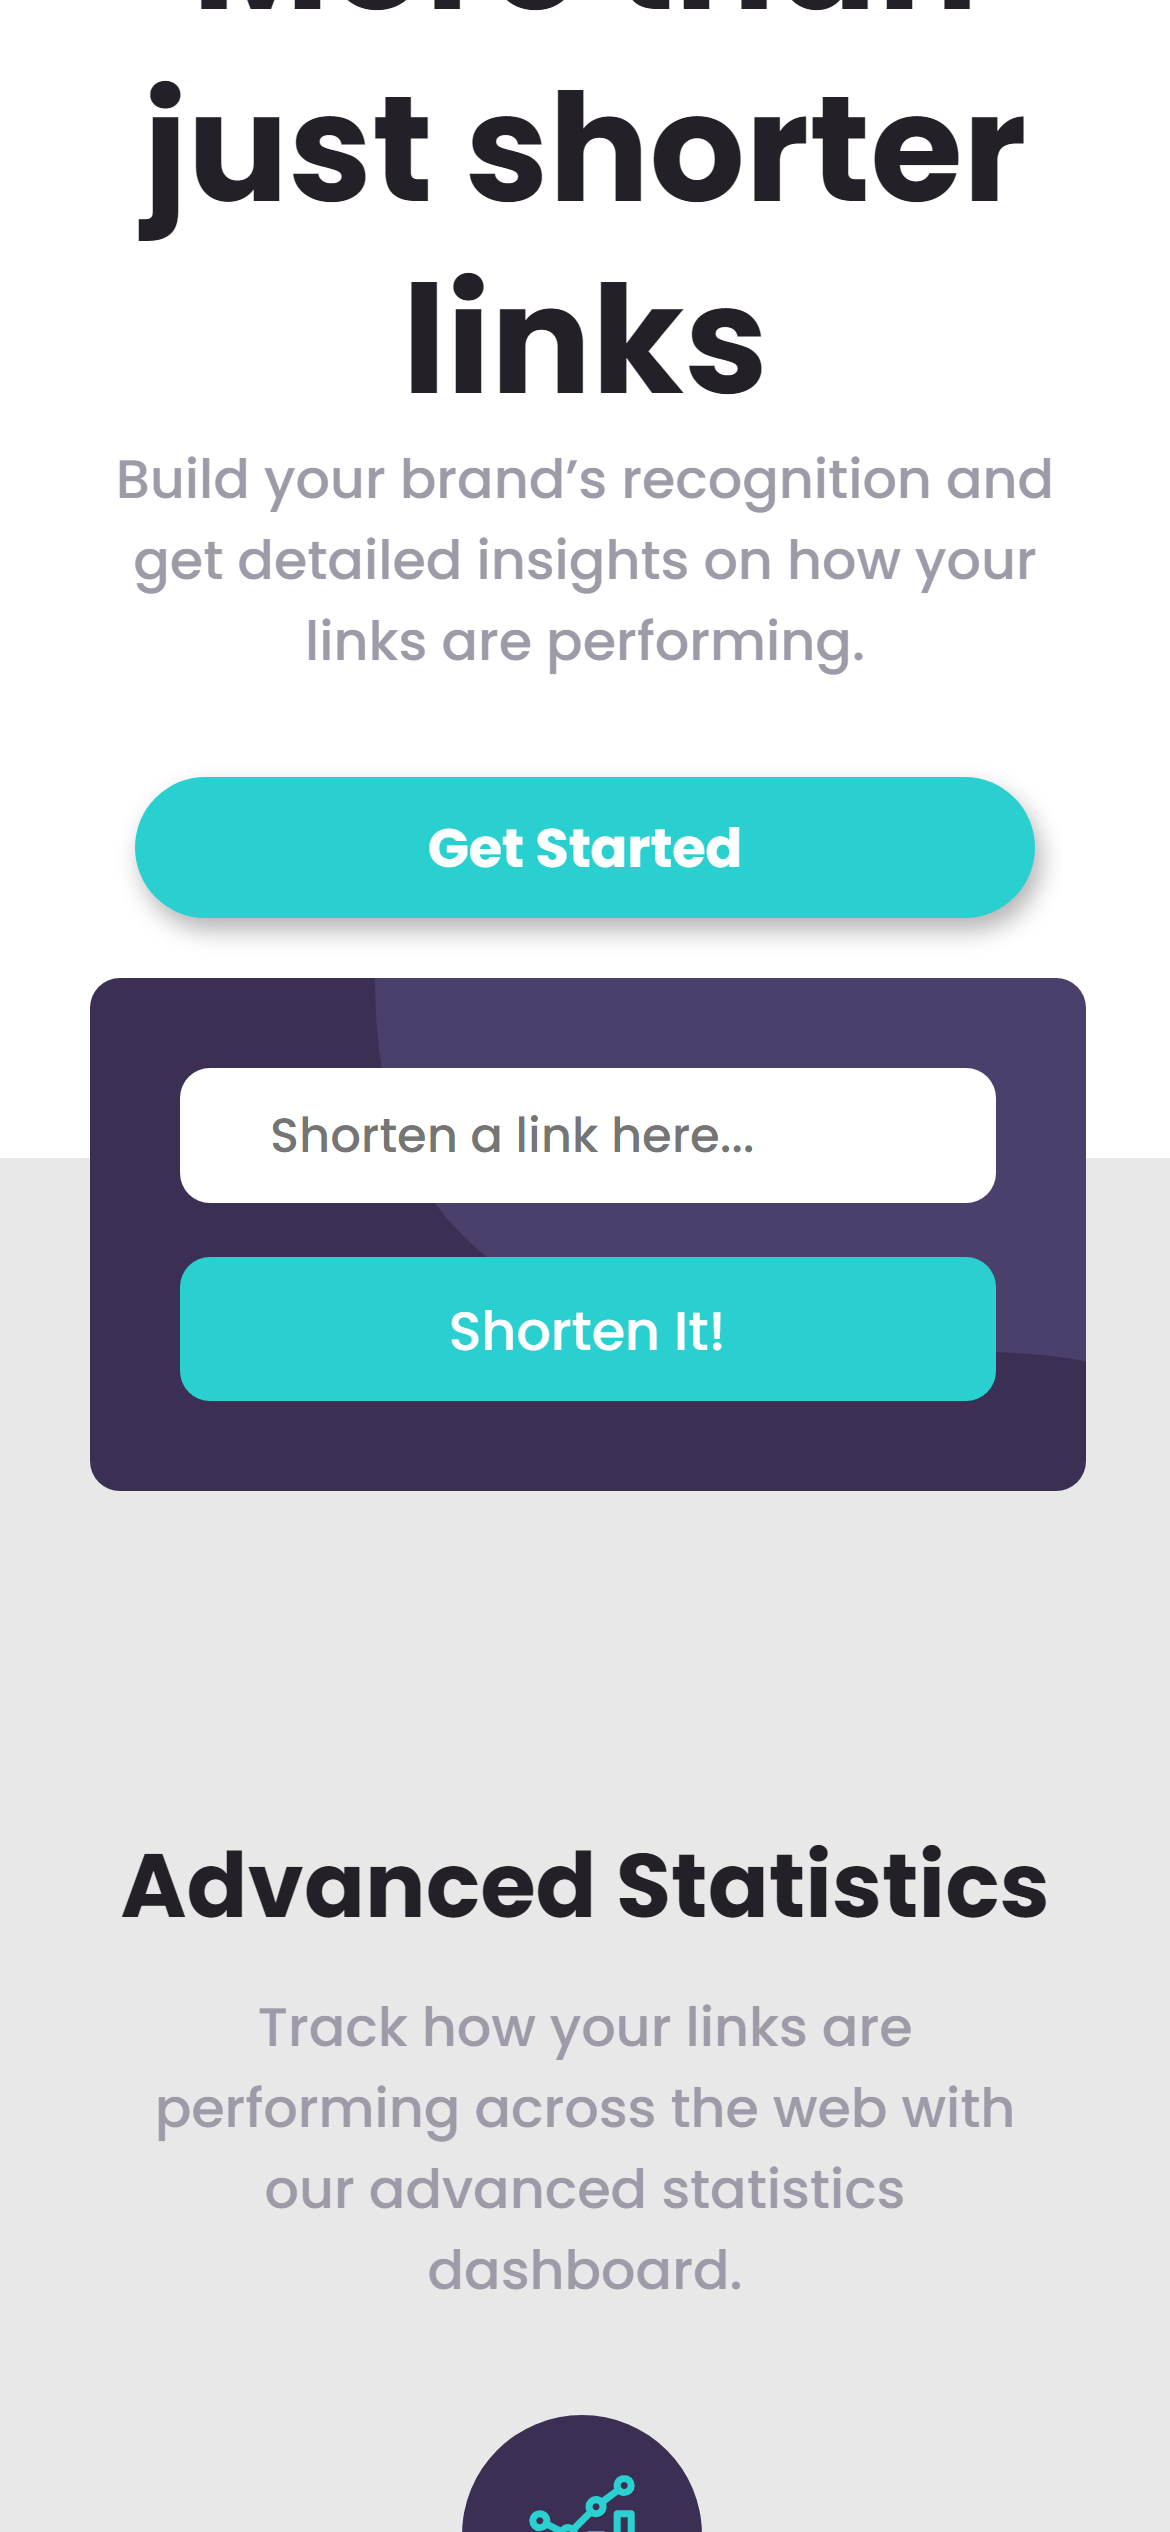 More than
just shorter
links
Build your brand’s recognition and
get detailed insights on how your
links are performing.
Get Started
Shorten a link here...
Shorten It!
Advanced Statistics
Track how your links are
performing across the web with
our advanced statistics
dashboard.